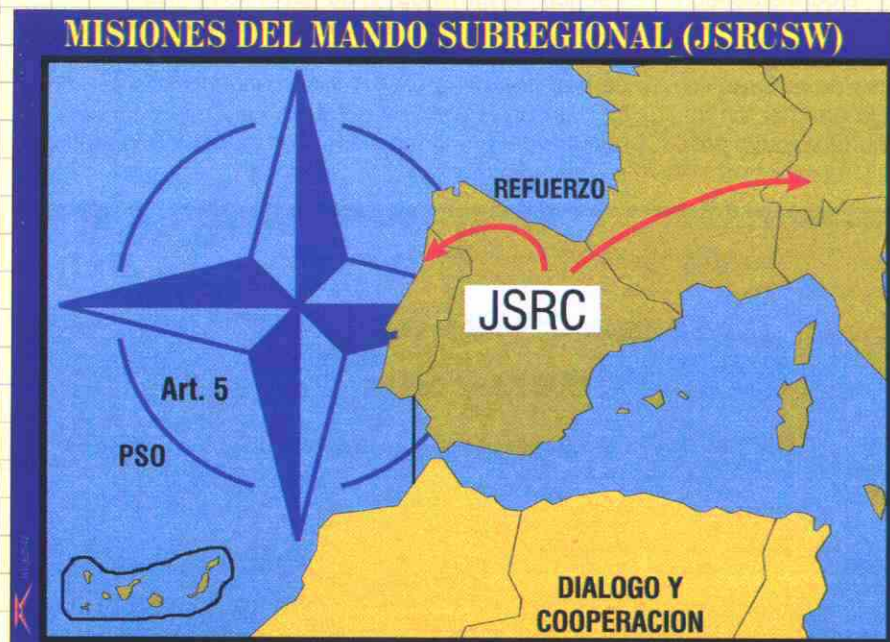 MISIONES DEL MANDO SUBREGIONAL (JSRCSW)
REFUERZO
JSRC
Art. 5
PSO
DIALOGO Y
COOPERACION